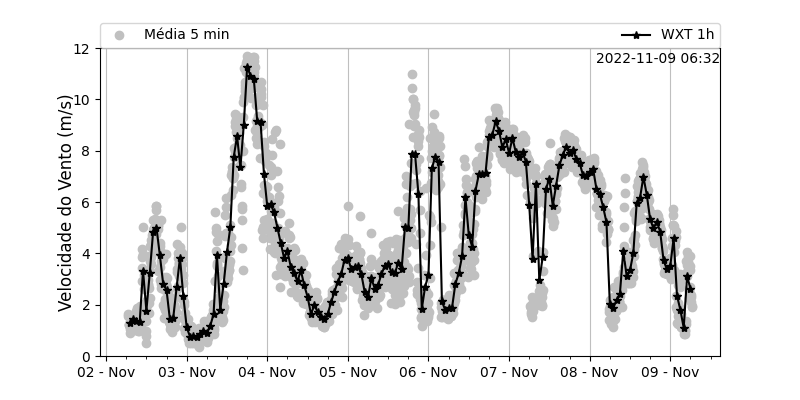 Média 5 min WXT 1h
2022-11-09 06:32
Velocidade do Vento (m/s)
12
10
8
6
4
2
0
02 - Nov 03 - Nov 04 - Nov 05 - Nov 06 - Nov 07 - Nov 08 - Nov 09 - Nov